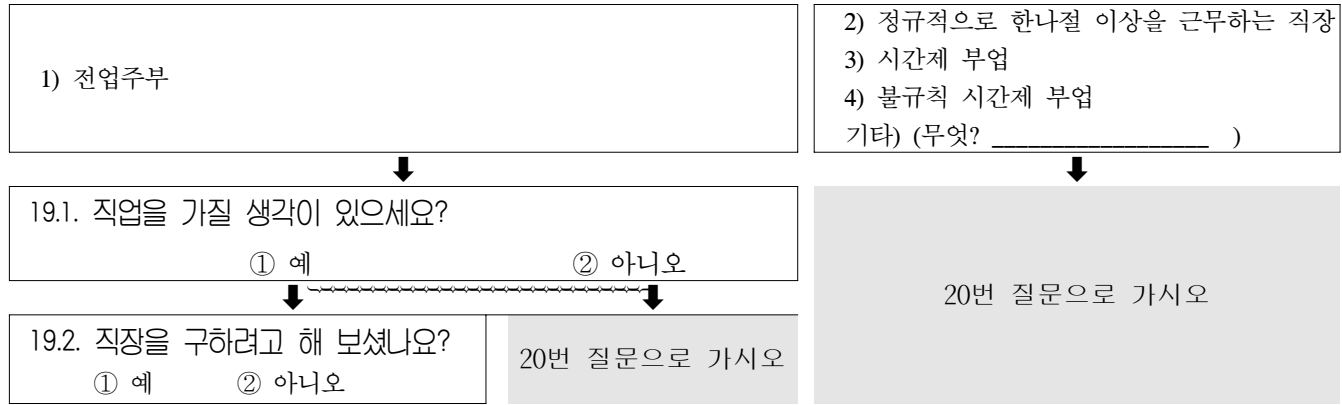 1) 전업주부
2) 정규적으로 한나절 이상을 근무하는 직장
3) 시간제 부업
4) 불규칙 시간제 부업
기타) (무엇? __________________ )
19.1. 직업을 가질 생각이 있으세요?
① 예 ② 아니오
20번 질문으로 가시오
19.2. 직장을 구하려고 해 보셨나요?
① 예 ② 아니오
20번 질문으로 가시오